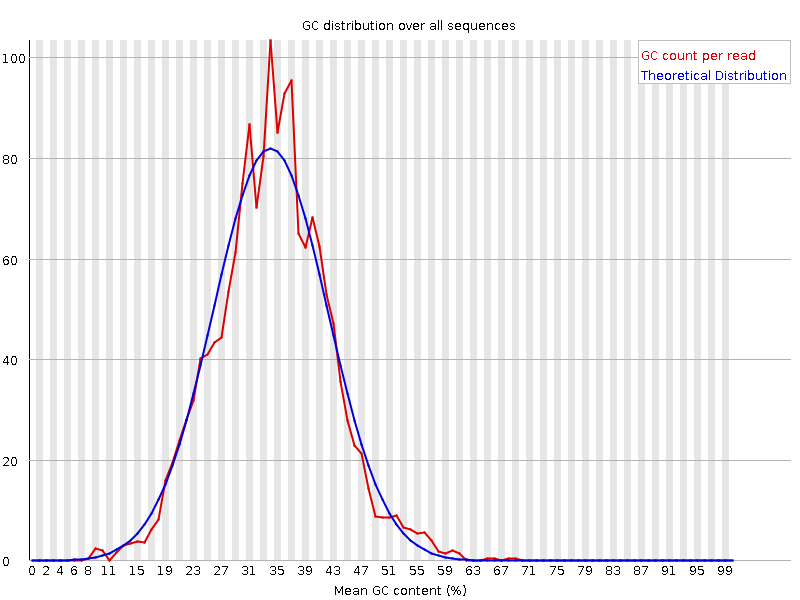 GC distribution over all sequences
GC count per read
Theoretical Distribution
100
80
60
40
20
0
0 2 4 6 8 11 15 19 23 27 31 35 39 43 47 51 55 59 63 67 71 75 79 83 87 91 95 99
Mean GC content (%)